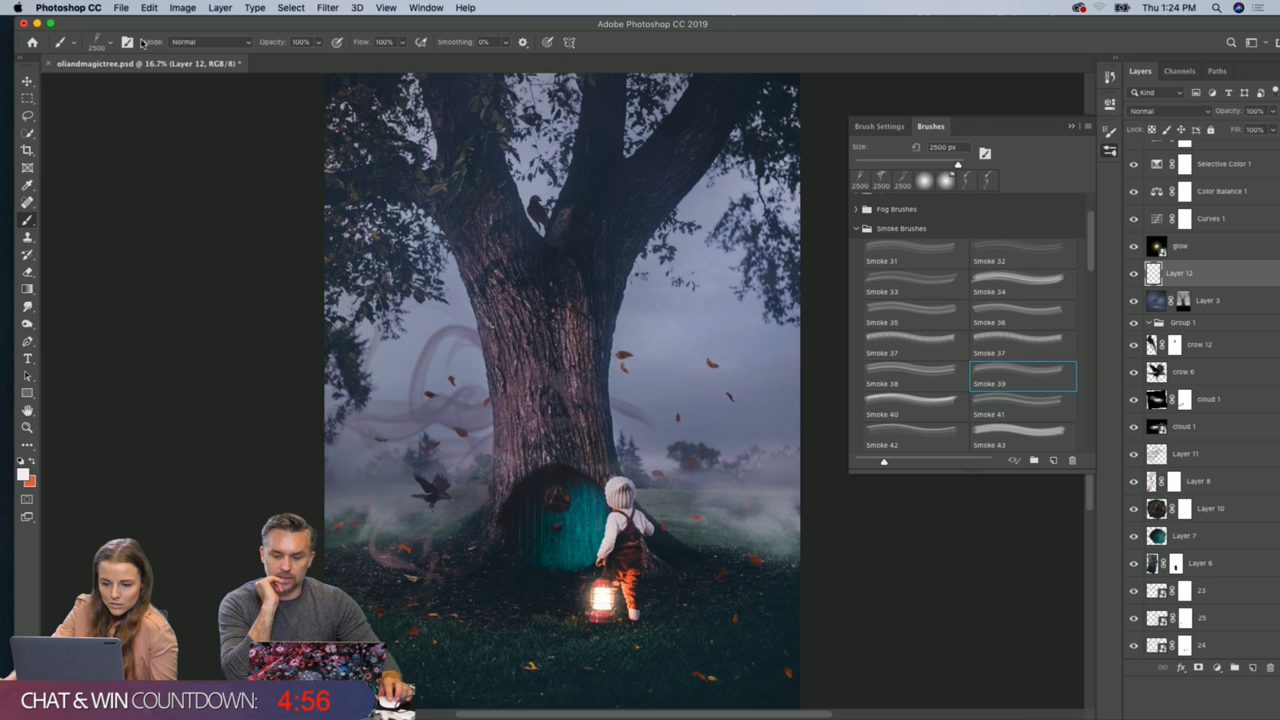 Photoshop CC File Edit Image Layer Type Select Filter 3D View Window Help
Thu 1:24 PM
Adobe Photoshop CC 2019
2500
Mode: Normal Opacity: 100% Flow: 100% Smoothing: 0%
oliandmagictree.psd @ 16.7% (Layer 12, RGB/8) *
Brush Settings Brushes
Size: 2500 px
2500 2500 2500
Fog Brushes
Smoke Brushes
Smoke 31 Smoke 32
Smoke 33 Smoke 34
Smoke 35 Smoke 36
Smoke 37 Smoke 37
Smoke 38 Smoke 39
Smoke 40 Smoke 41
Smoke 42 Smoke 43
Layers Channels Paths
Kind
Normal Opacity: 100%
Lock: Fill: 100%
Selective Color 1
Color Balance 1
Curves 1
glow
Layer 12
Layer 3
Group 1
crow 12
crow 6
cloud 1
cloud 1
Layer 11
Layer 8
Layer 10
Layer 7
Layer 6
23
25
24
CHAT & WIN COUNTDOWN: 4:56